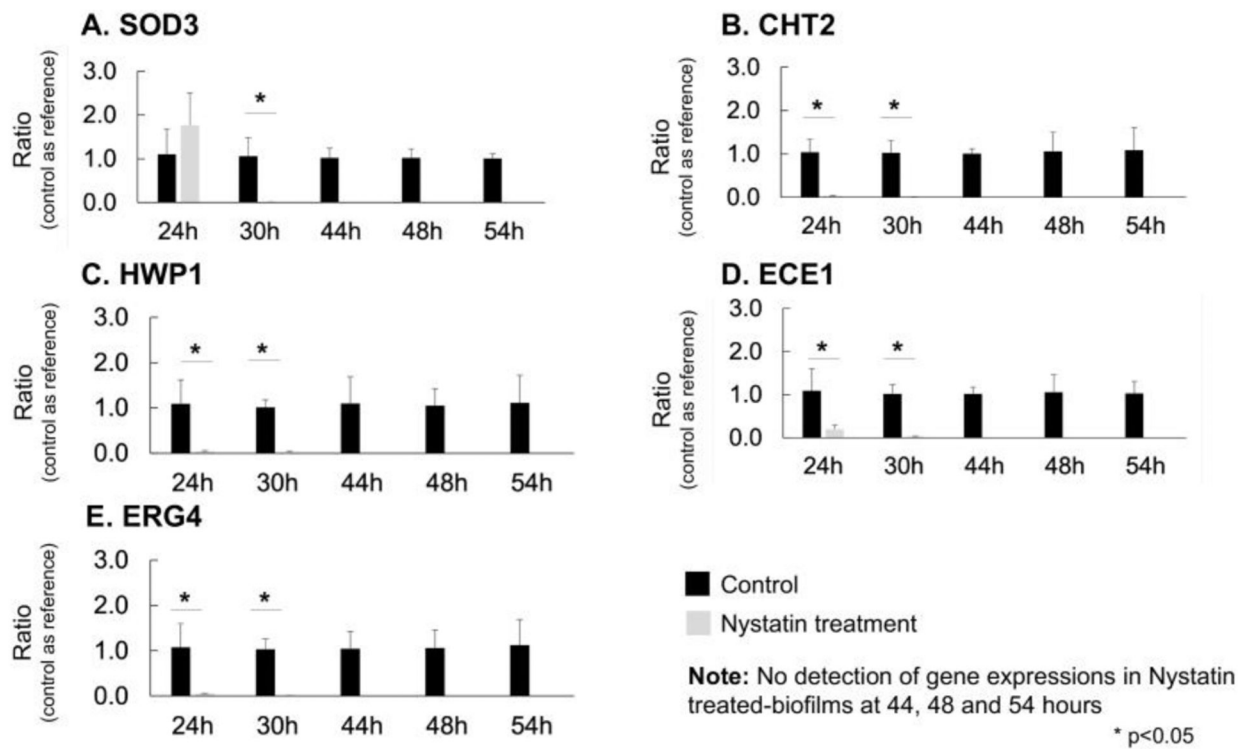 A. SOD3
Ratio
(control as reference)
3.0
2.0
1.0
0.0
*
24h 30h 44h 48h 54h
B. CHT2
Ratio
(control as reference)
3.0
2.0
1.0
0.0
* *
24h 30h 44h 48h 54h
C. HWP1
Ratio
(control as reference)
3.0
2.0
1.0
0.0
* *
24h 30h 44h 48h 54h
D. ECE1
Ratio
(control as reference)
3.0
2.0
1.0
0.0
* *
24h 30h 44h 48h 54h
E. ERG4
Ratio
(control as reference)
3.0
2.0
1.0
0.0
* *
24h 30h 44h 48h 54h
Control
Nystatin treatment
Note: No detection of gene expressions in Nystatin
treated-biofilms at 44, 48 and 54 hours
* p<0.05